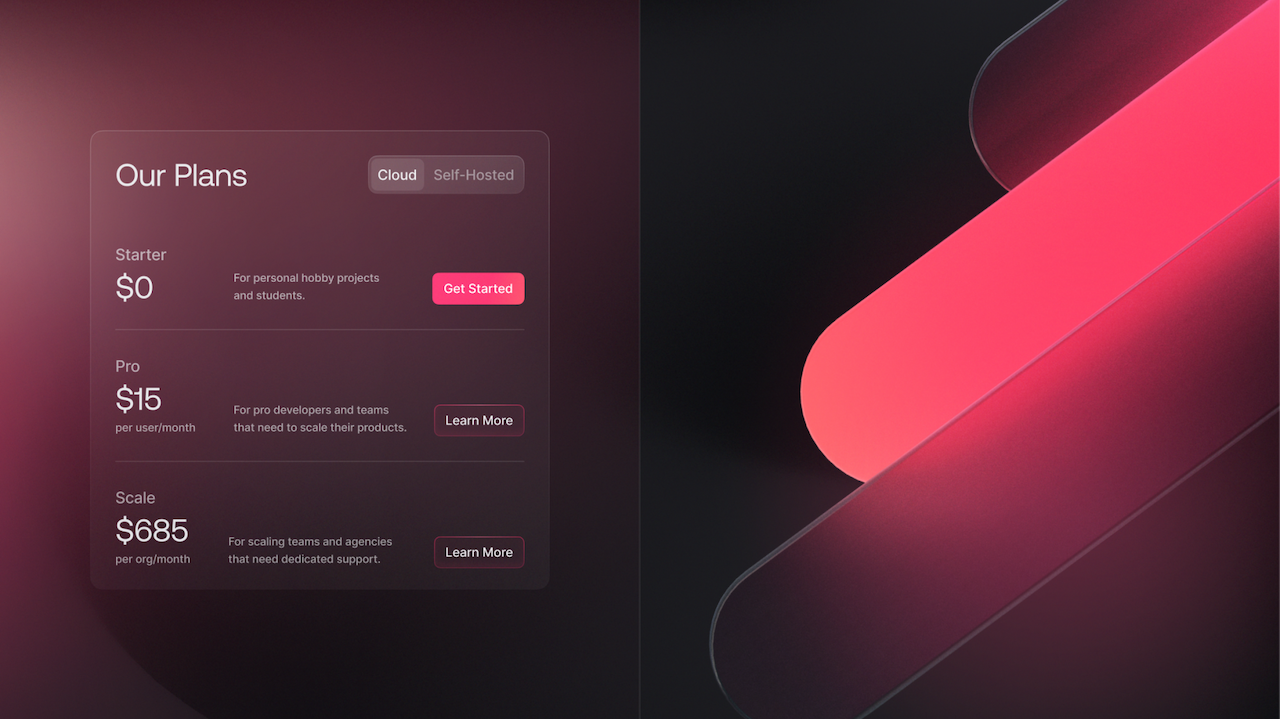 Our Plans
Cloud
Self-Hosted
Starter
$0
For personal hobby projects
and students.
Get Started
Pro
$15
per user/month
For pro developers and teams
that need to scale their products.
Learn More
Scale
$685
per org/month
For scaling teams and agencies
that need dedicated support.
Learn More